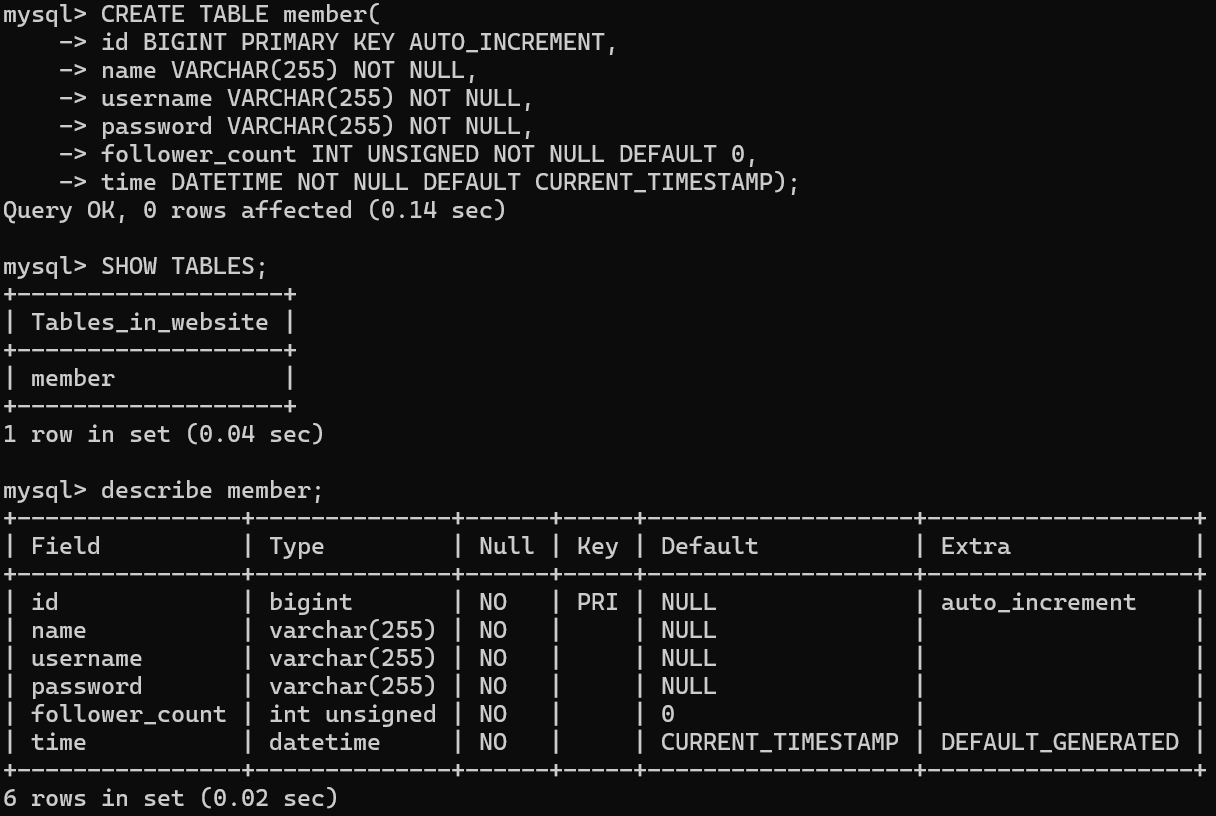 mysql> CREATE TABLE member(
    -> id BIGINT PRIMARY KEY AUTO_INCREMENT,
    -> name VARCHAR(255) NOT NULL,
    -> username VARCHAR(255) NOT NULL,
    -> password VARCHAR(255) NOT NULL,
    -> follower_count INT UNSIGNED NOT NULL DEFAULT 0,
    -> time DATETIME NOT NULL DEFAULT CURRENT_TIMESTAMP);
Query OK, 0 rows affected (0.14 sec)

mysql> SHOW TABLES;
+-------------------+
| Tables_in_website |
+-------------------+
| member            |
+-------------------+
1 row in set (0.04 sec)

mysql> describe member;
+----------------+--------------+------+-----+-------------------+-------------------+
| Field          | Type         | Null | Key | Default           | Extra             |
+----------------+--------------+------+-----+-------------------+-------------------+
| id             | bigint       | NO   | PRI | NULL              | auto_increment    |
| name           | varchar(255) | NO   |     | NULL              |                   |
| username       | varchar(255) | NO   |     | NULL              |                   |
| password       | varchar(255) | NO   |     | NULL              |                   |
| follower_count | int unsigned | NO   |     | 0                 |                   |
| time           | datetime     | NO   |     | CURRENT_TIMESTAMP | DEFAULT_GENERATED |
+----------------+--------------+------+-----+-------------------+-------------------+
6 rows in set (0.02 sec)